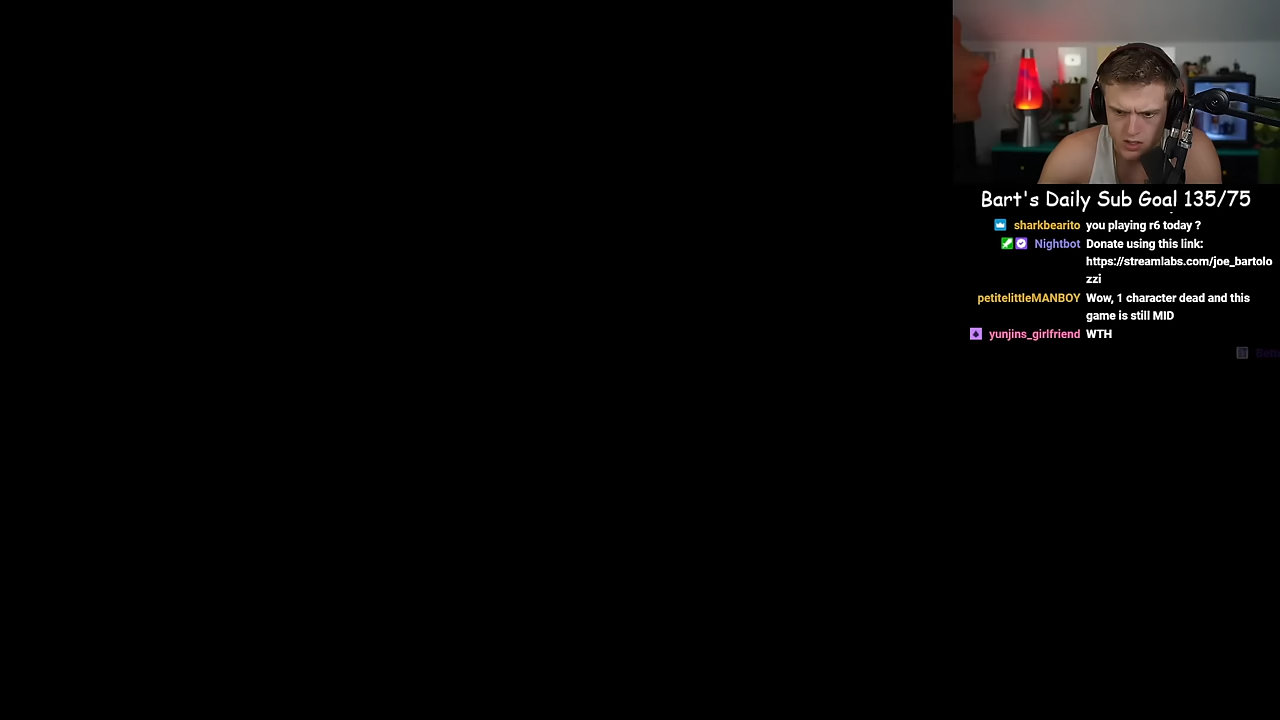 Bart's Daily Sub Goal 135/75
sharkbearito you playing r6 today ?
Nightbot Donate using this link:
https://streamlabs.com/joe_bartolo
zzi
petitelittleMANBOY Wow, 1 character dead and this
game is still MID
yunjins_girlfriend WTH